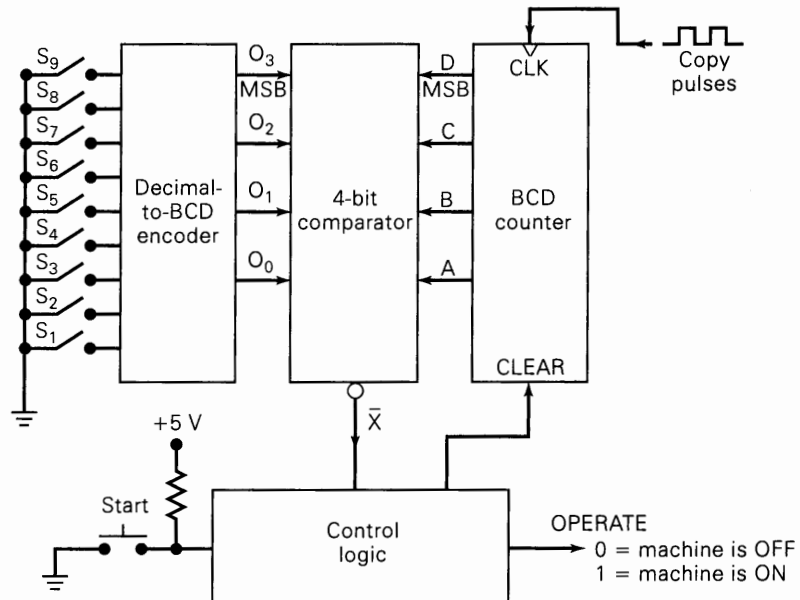 S9
S8
S7
S6
S5
S4
S3
S2
S1
Decimal-
to-BCD
encoder
O3
MSB
O2
O1
O0
4-bit
comparator
D
MSB
C
B
A
CLK
BCD
counter
CLEAR
Copy
pulses
X̄
+5 V
Start
Control
logic
OPERATE
0 = machine is OFF
1 = machine is ON